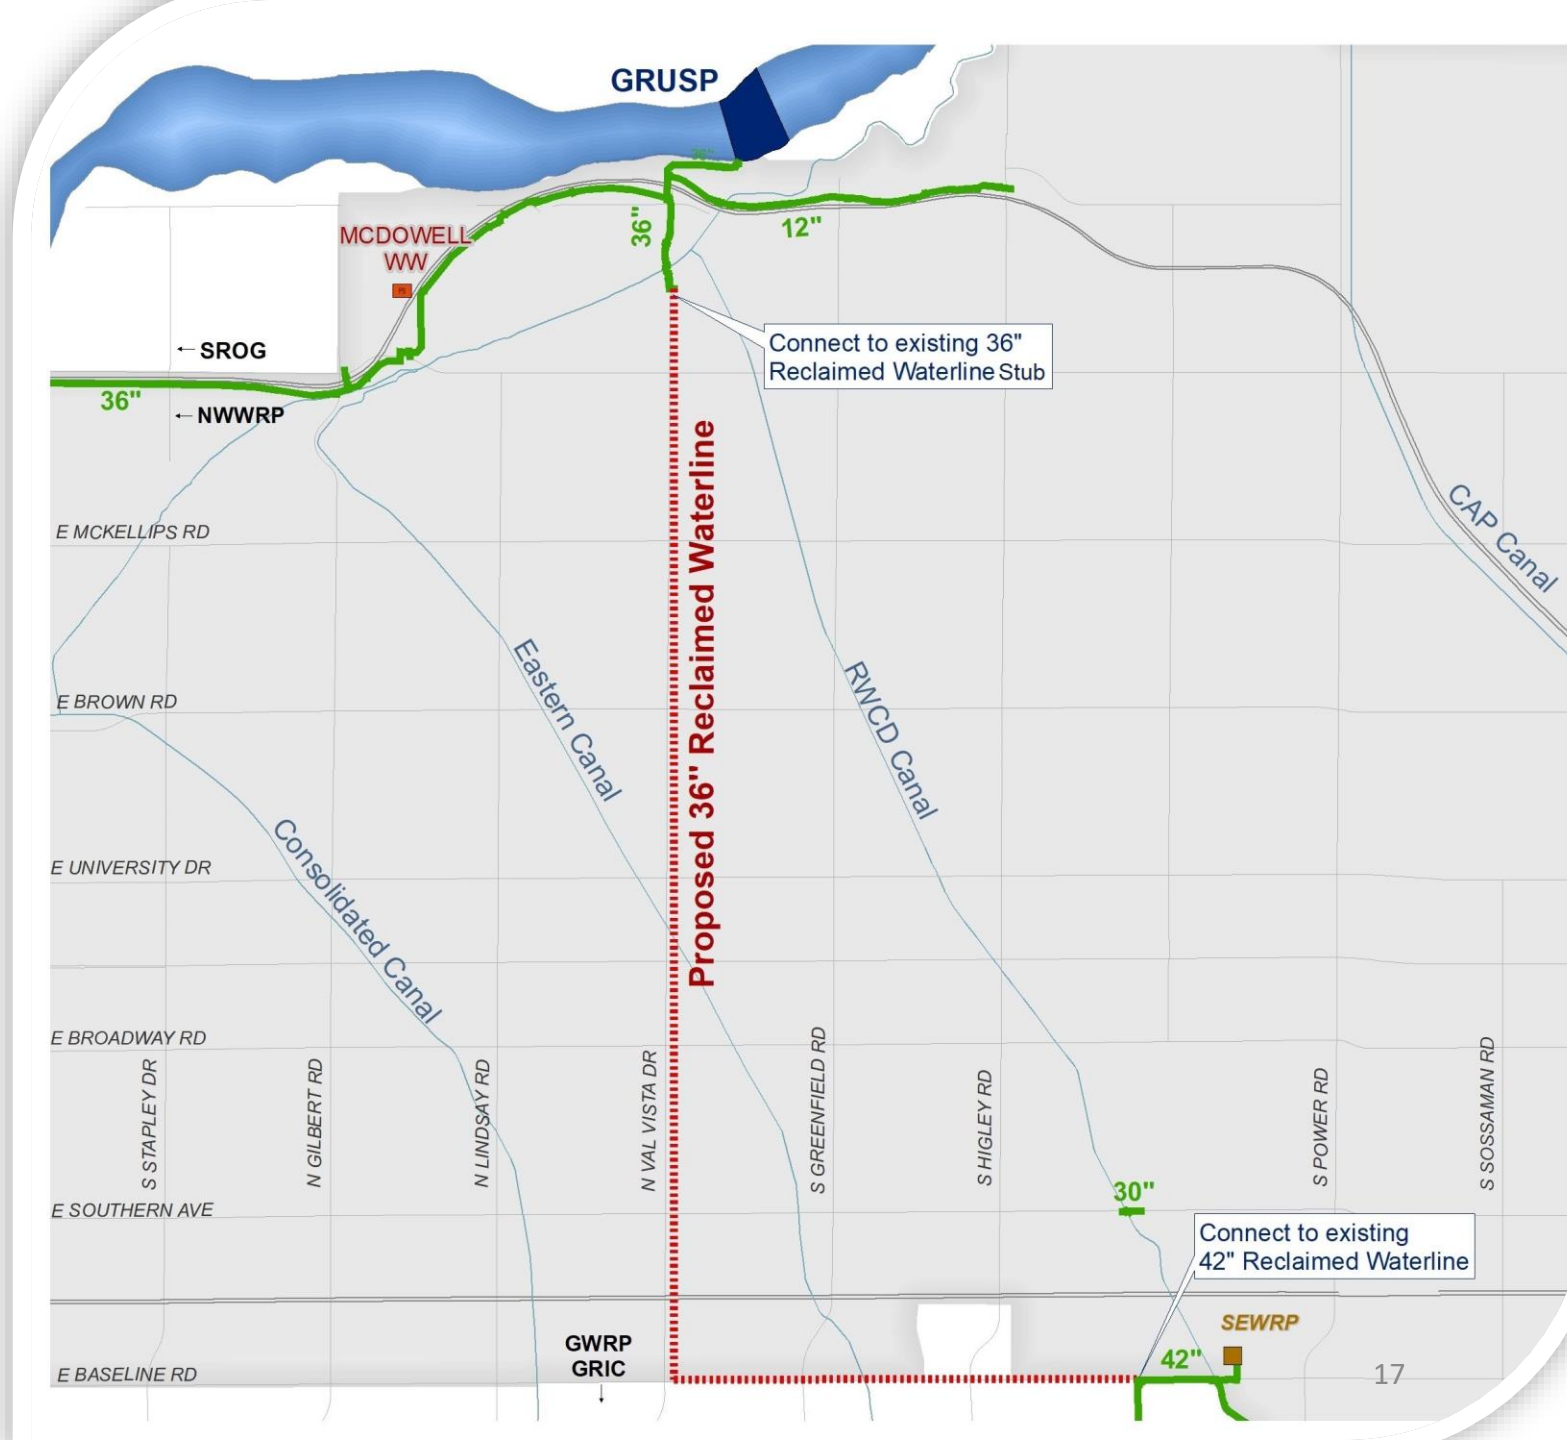 GRUSP
36"
MCDOWELL
WW
36"
12"
PS
SROG
36"
NWWRP
Connect to existing 36"
Reclaimed Waterline Stub
Proposed 36" Reclaimed Waterline
CAP Canal
E MCKELLIPS RD
Eastern Canal
RWCD Canal
E BROWN RD
Consolidated Canal
E UNIVERSITY DR
E BROADWAY RD
S STAPLEY DR
N GILBERT RD
N LINDSAY RD
N VAL VISTA DR
S GREENFIELD RD
S HIGLEY RD
S POWER RD
S SOSSAMAN RD
E SOUTHERN AVE
30"
Connect to existing
42" Reclaimed Waterline
SEWRP
GWRP
GRIC
42"
E BASELINE RD
17